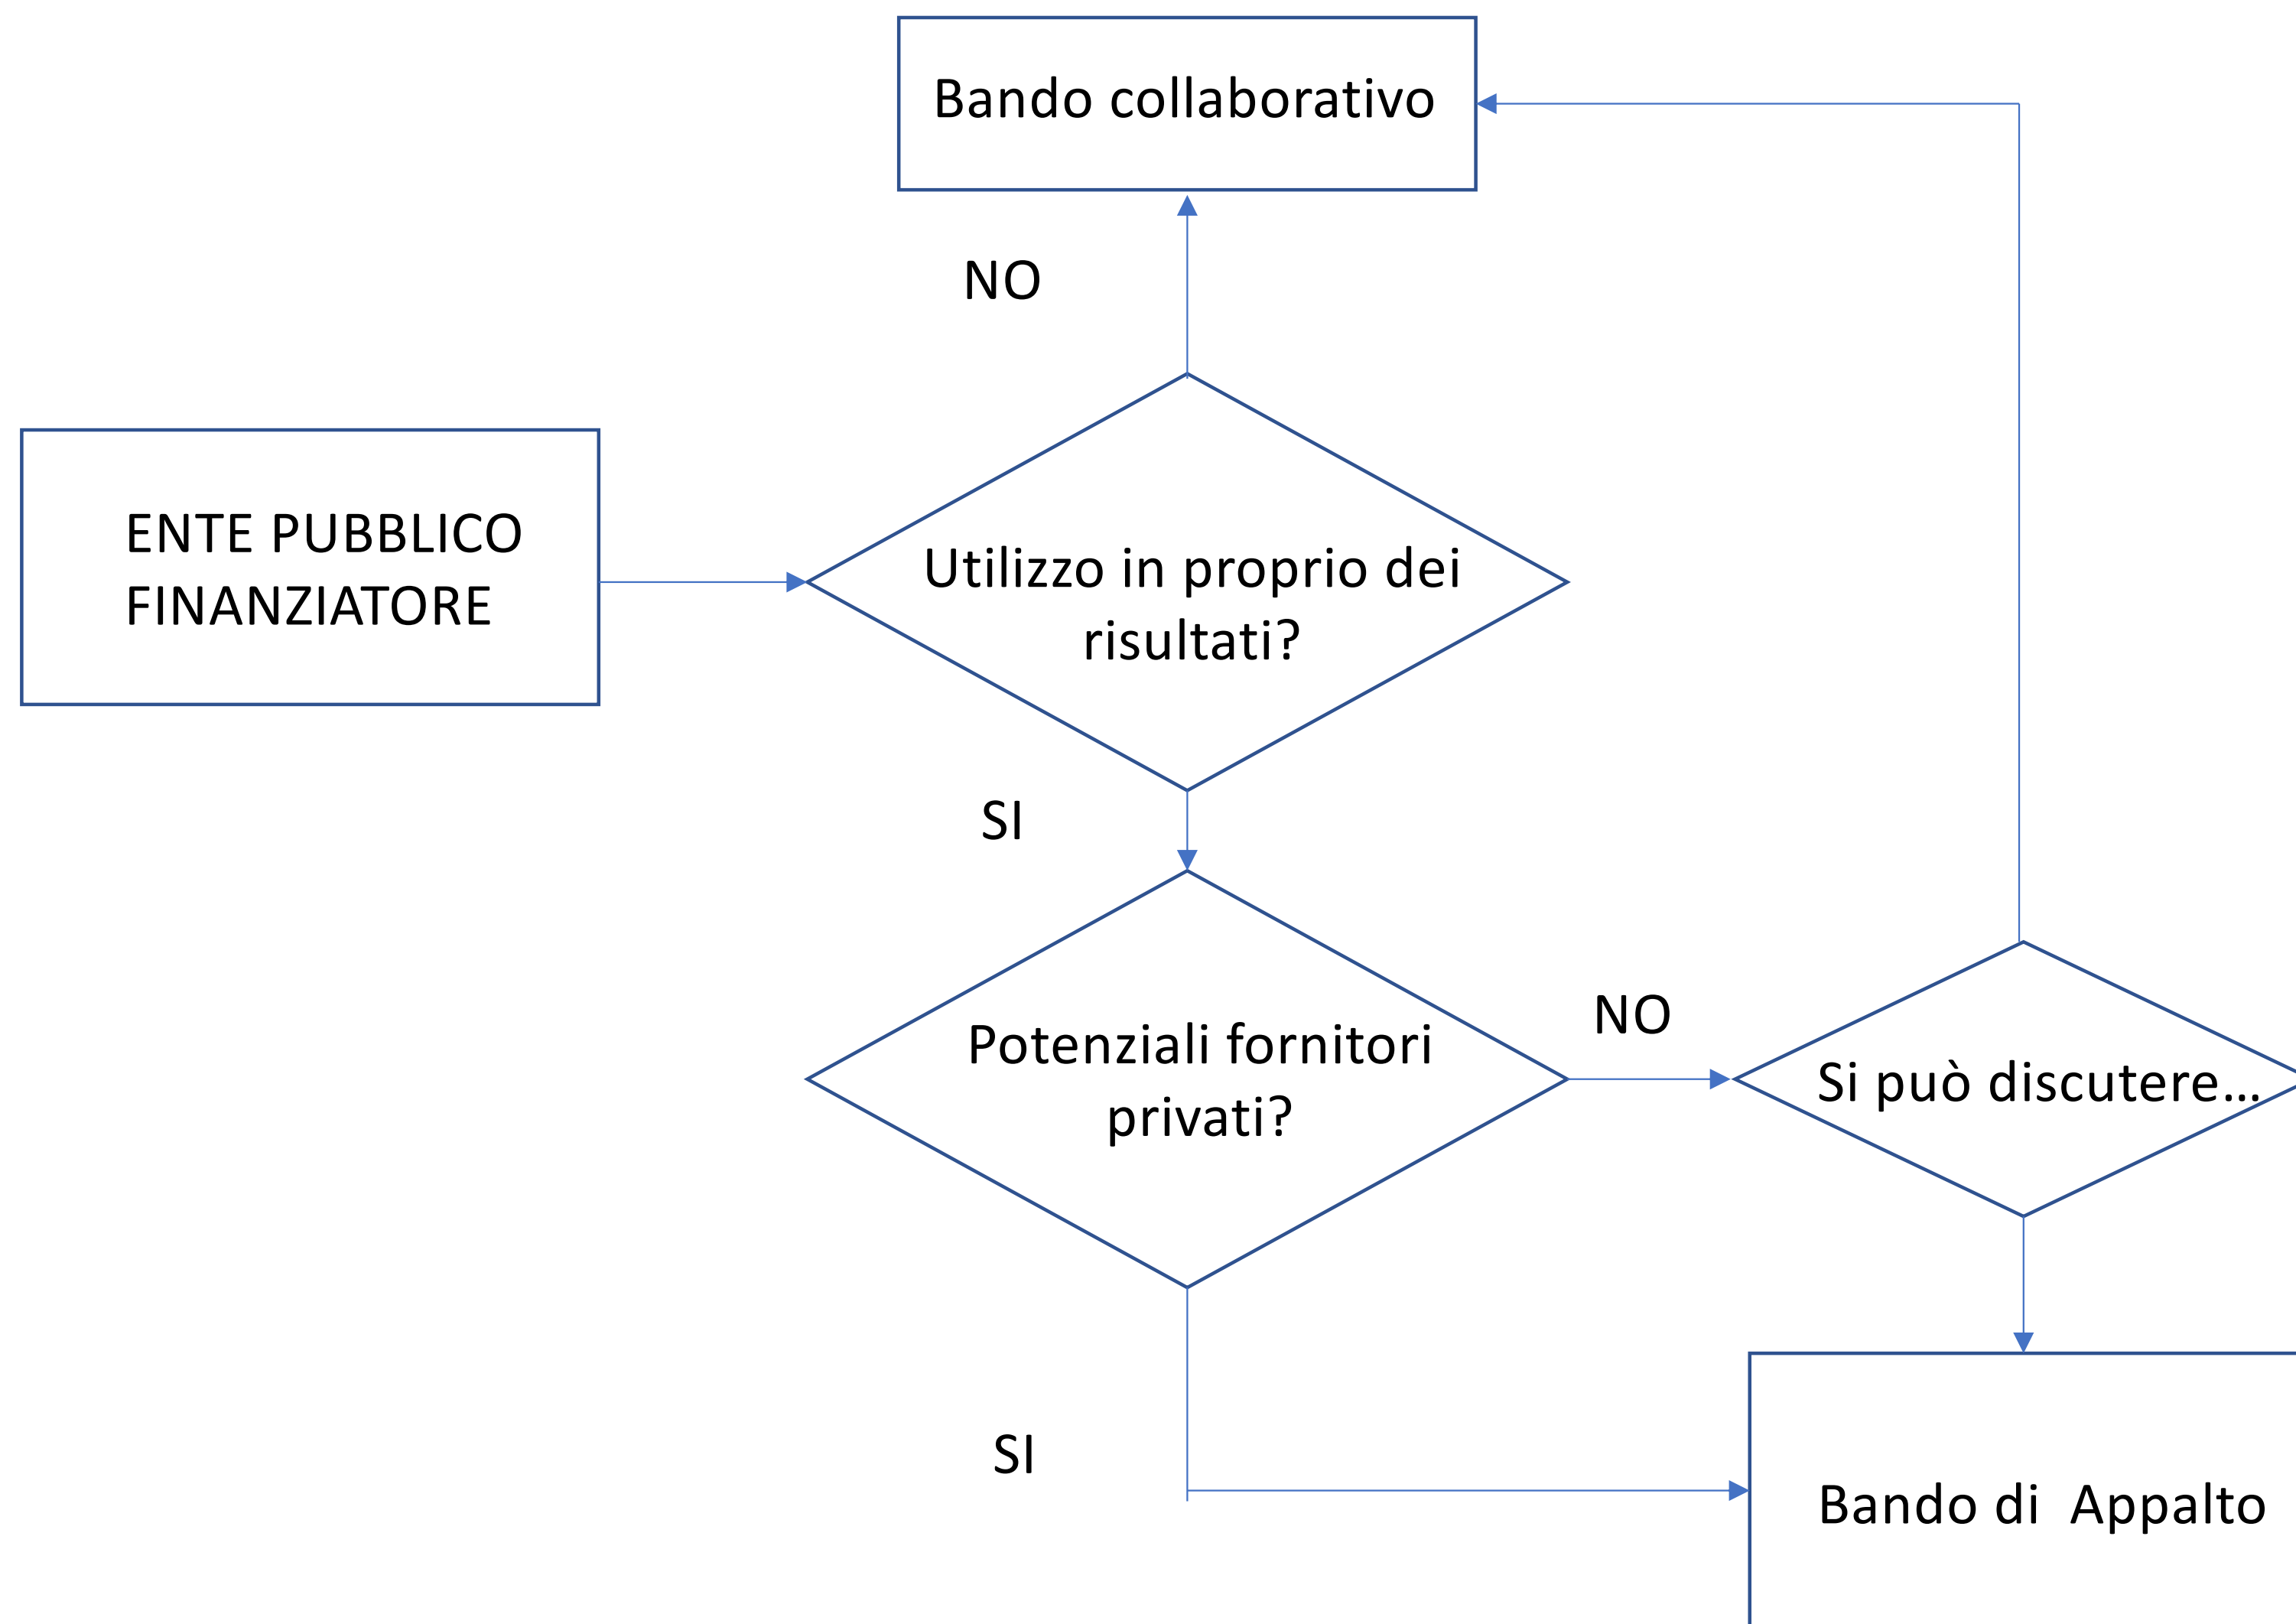 Bando collaborativo
NO
ENTE PUBBLICO
FINANZIATORE
Utilizzo in proprio dei
risultati?
SI
Potenziali fornitori
privati?
NO
Si può discutere...
SI
Bando di  Appalto